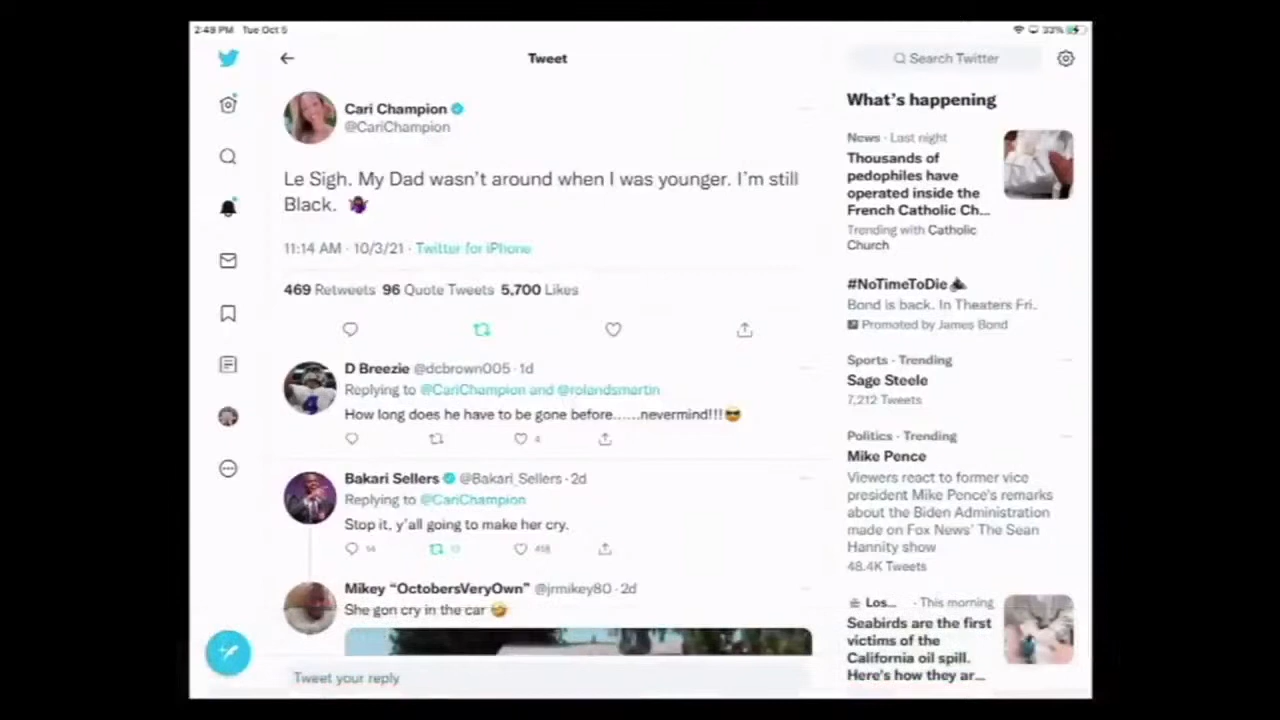 2:49 PM Tue Oct 5
33%
Tweet
Search Twitter
Cari Champion
@CariChampion
Le Sigh. My Dad wasn't around when I was younger. I'm still
Black.
11:14 AM · 10/3/21 · Twitter for iPhone
469 Retweets 96 Quote Tweets 5,700 Likes
D Breezie @dcbrown005 · 1d
Replying to @CariChampion and @rolandsmartin
How long does he have to be gone before......nevermind!!!
4
Bakari Sellers @Bakari_Sellers · 2d
Replying to @CariChampion
Stop it, y'all going to make her cry.
14 13 418
Mikey "OctobersVeryOwn" @jrmikey80 · 2d
She gon cry in the car
Tweet your reply
What's happening
News · Last night
Thousands of
pedophiles have
operated inside the
French Catholic Ch...
Trending with Catholic
Church
#NoTimeToDie
Bond is back. In Theaters Fri.
Promoted by James Bond
Sports · Trending
Sage Steele
7,212 Tweets
Politics · Trending
Mike Pence
Viewers react to former vice
president Mike Pence's remarks
about the Biden Administration
made on Fox News' The Sean
Hannity show
48.4K Tweets
Los... · This morning
Seabirds are the first
victims of the
California oil spill.
Here's how they ar...